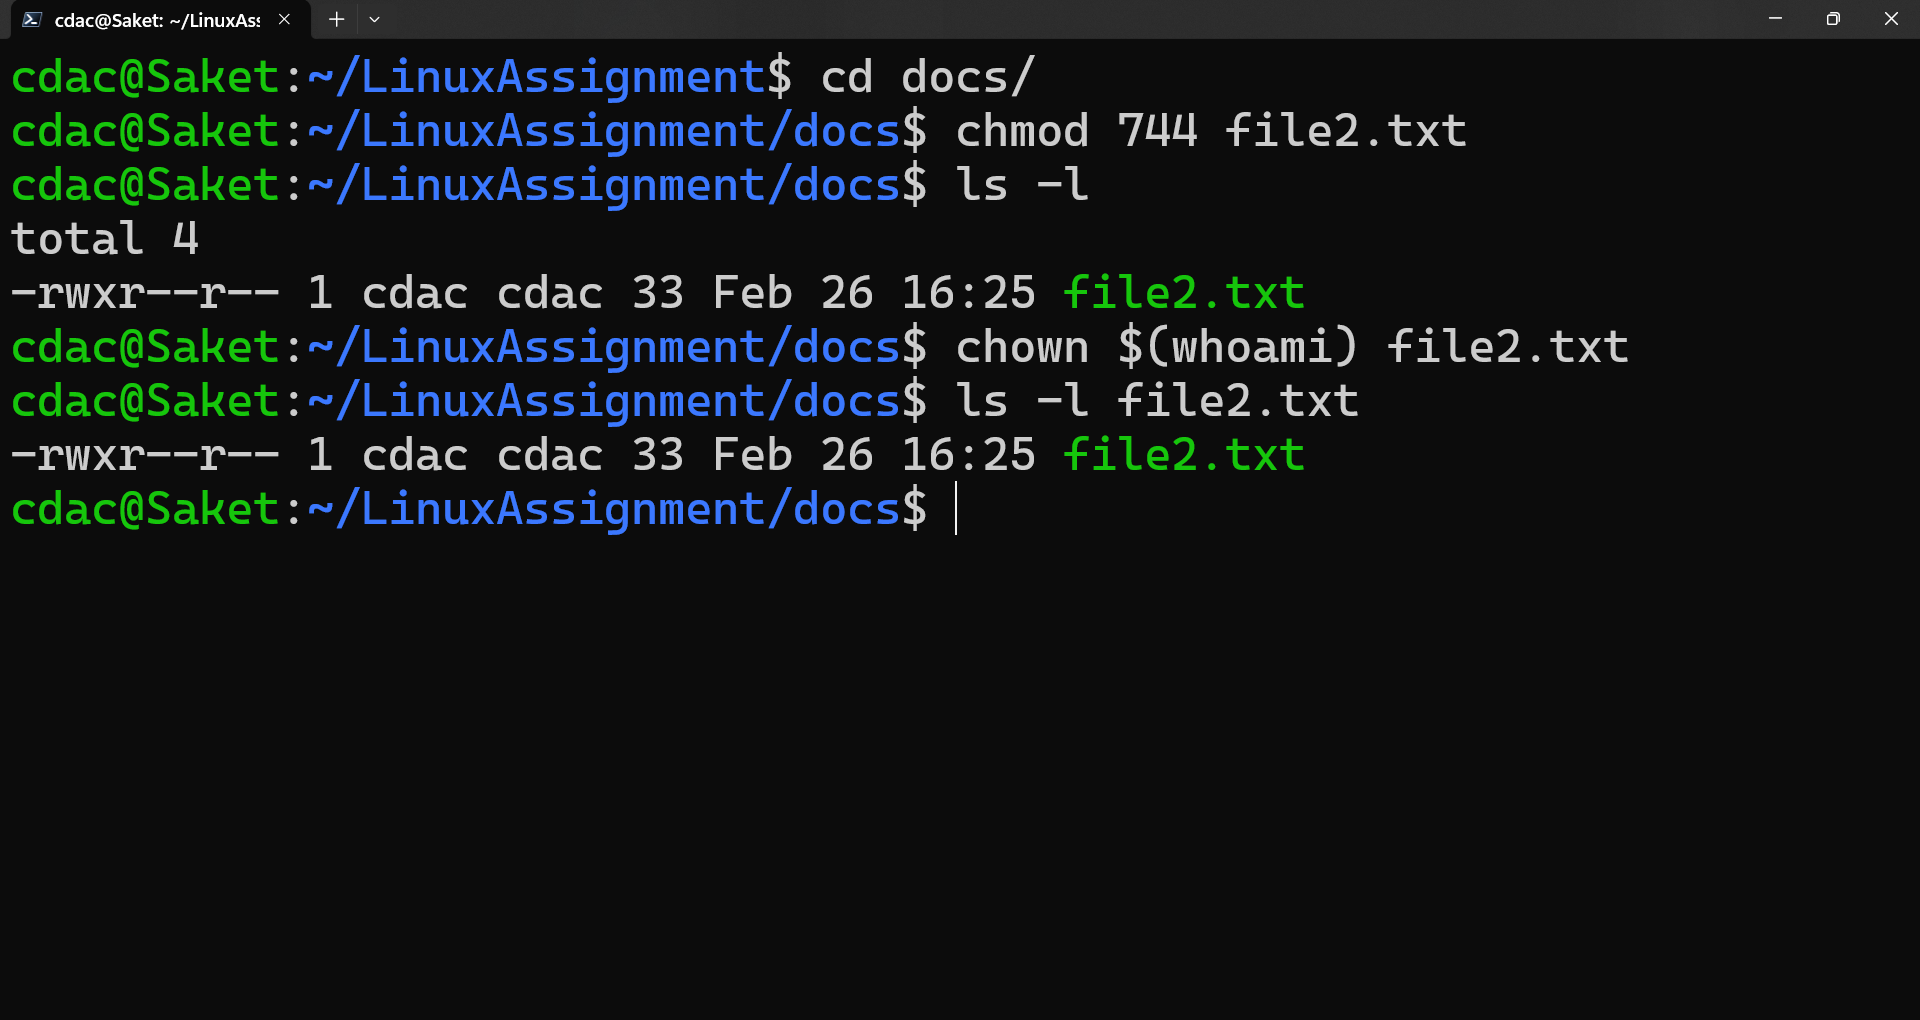 cdac@Saket: ~/LinuxAss
cdac@Saket:~/LinuxAssignment$ cd docs/
cdac@Saket:~/LinuxAssignment/docs$ chmod 744 file2.txt
cdac@Saket:~/LinuxAssignment/docs$ ls -l
total 4
-rwxr--r-- 1 cdac cdac 33 Feb 26 16:25 file2.txt
cdac@Saket:~/LinuxAssignment/docs$ chown $(whoami) file2.txt
cdac@Saket:~/LinuxAssignment/docs$ ls -l file2.txt
-rwxr--r-- 1 cdac cdac 33 Feb 26 16:25 file2.txt
cdac@Saket:~/LinuxAssignment/docs$